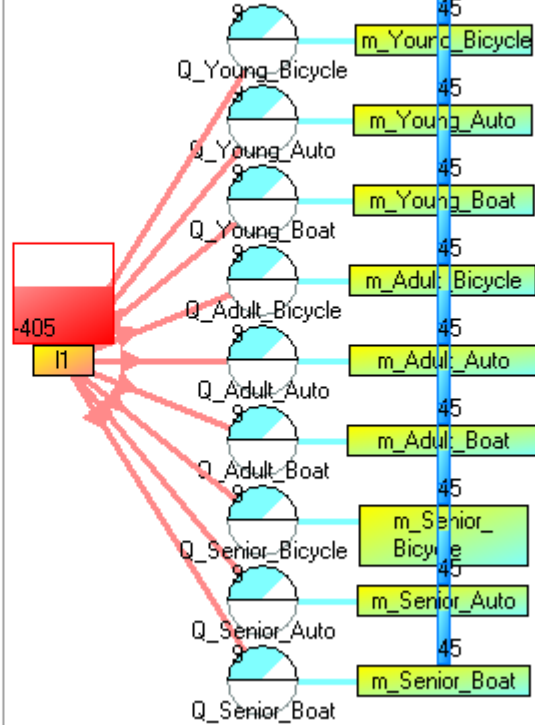 9
45
m_Young_Bicycle
Q_Young_Bicycle
9
45
m_Young_Auto
Q_Young_Auto
9
45
m_Young_Boat
Q_Young_Boat
9
45
m_Adult_Bicycle
Q_Adult_Bicycle
-405
I1
9
45
m_Adult_Auto
Q_Adult_Auto
9
45
m_Adult_Boat
Q_Adult_Boat
9
45
m_Senior_
Bicycle
Q_Senior_Bicycle
9
45
m_Senior_Auto
Q_Senior_Auto
9
45
m_Senior_Boat
Q_Senior_Boat